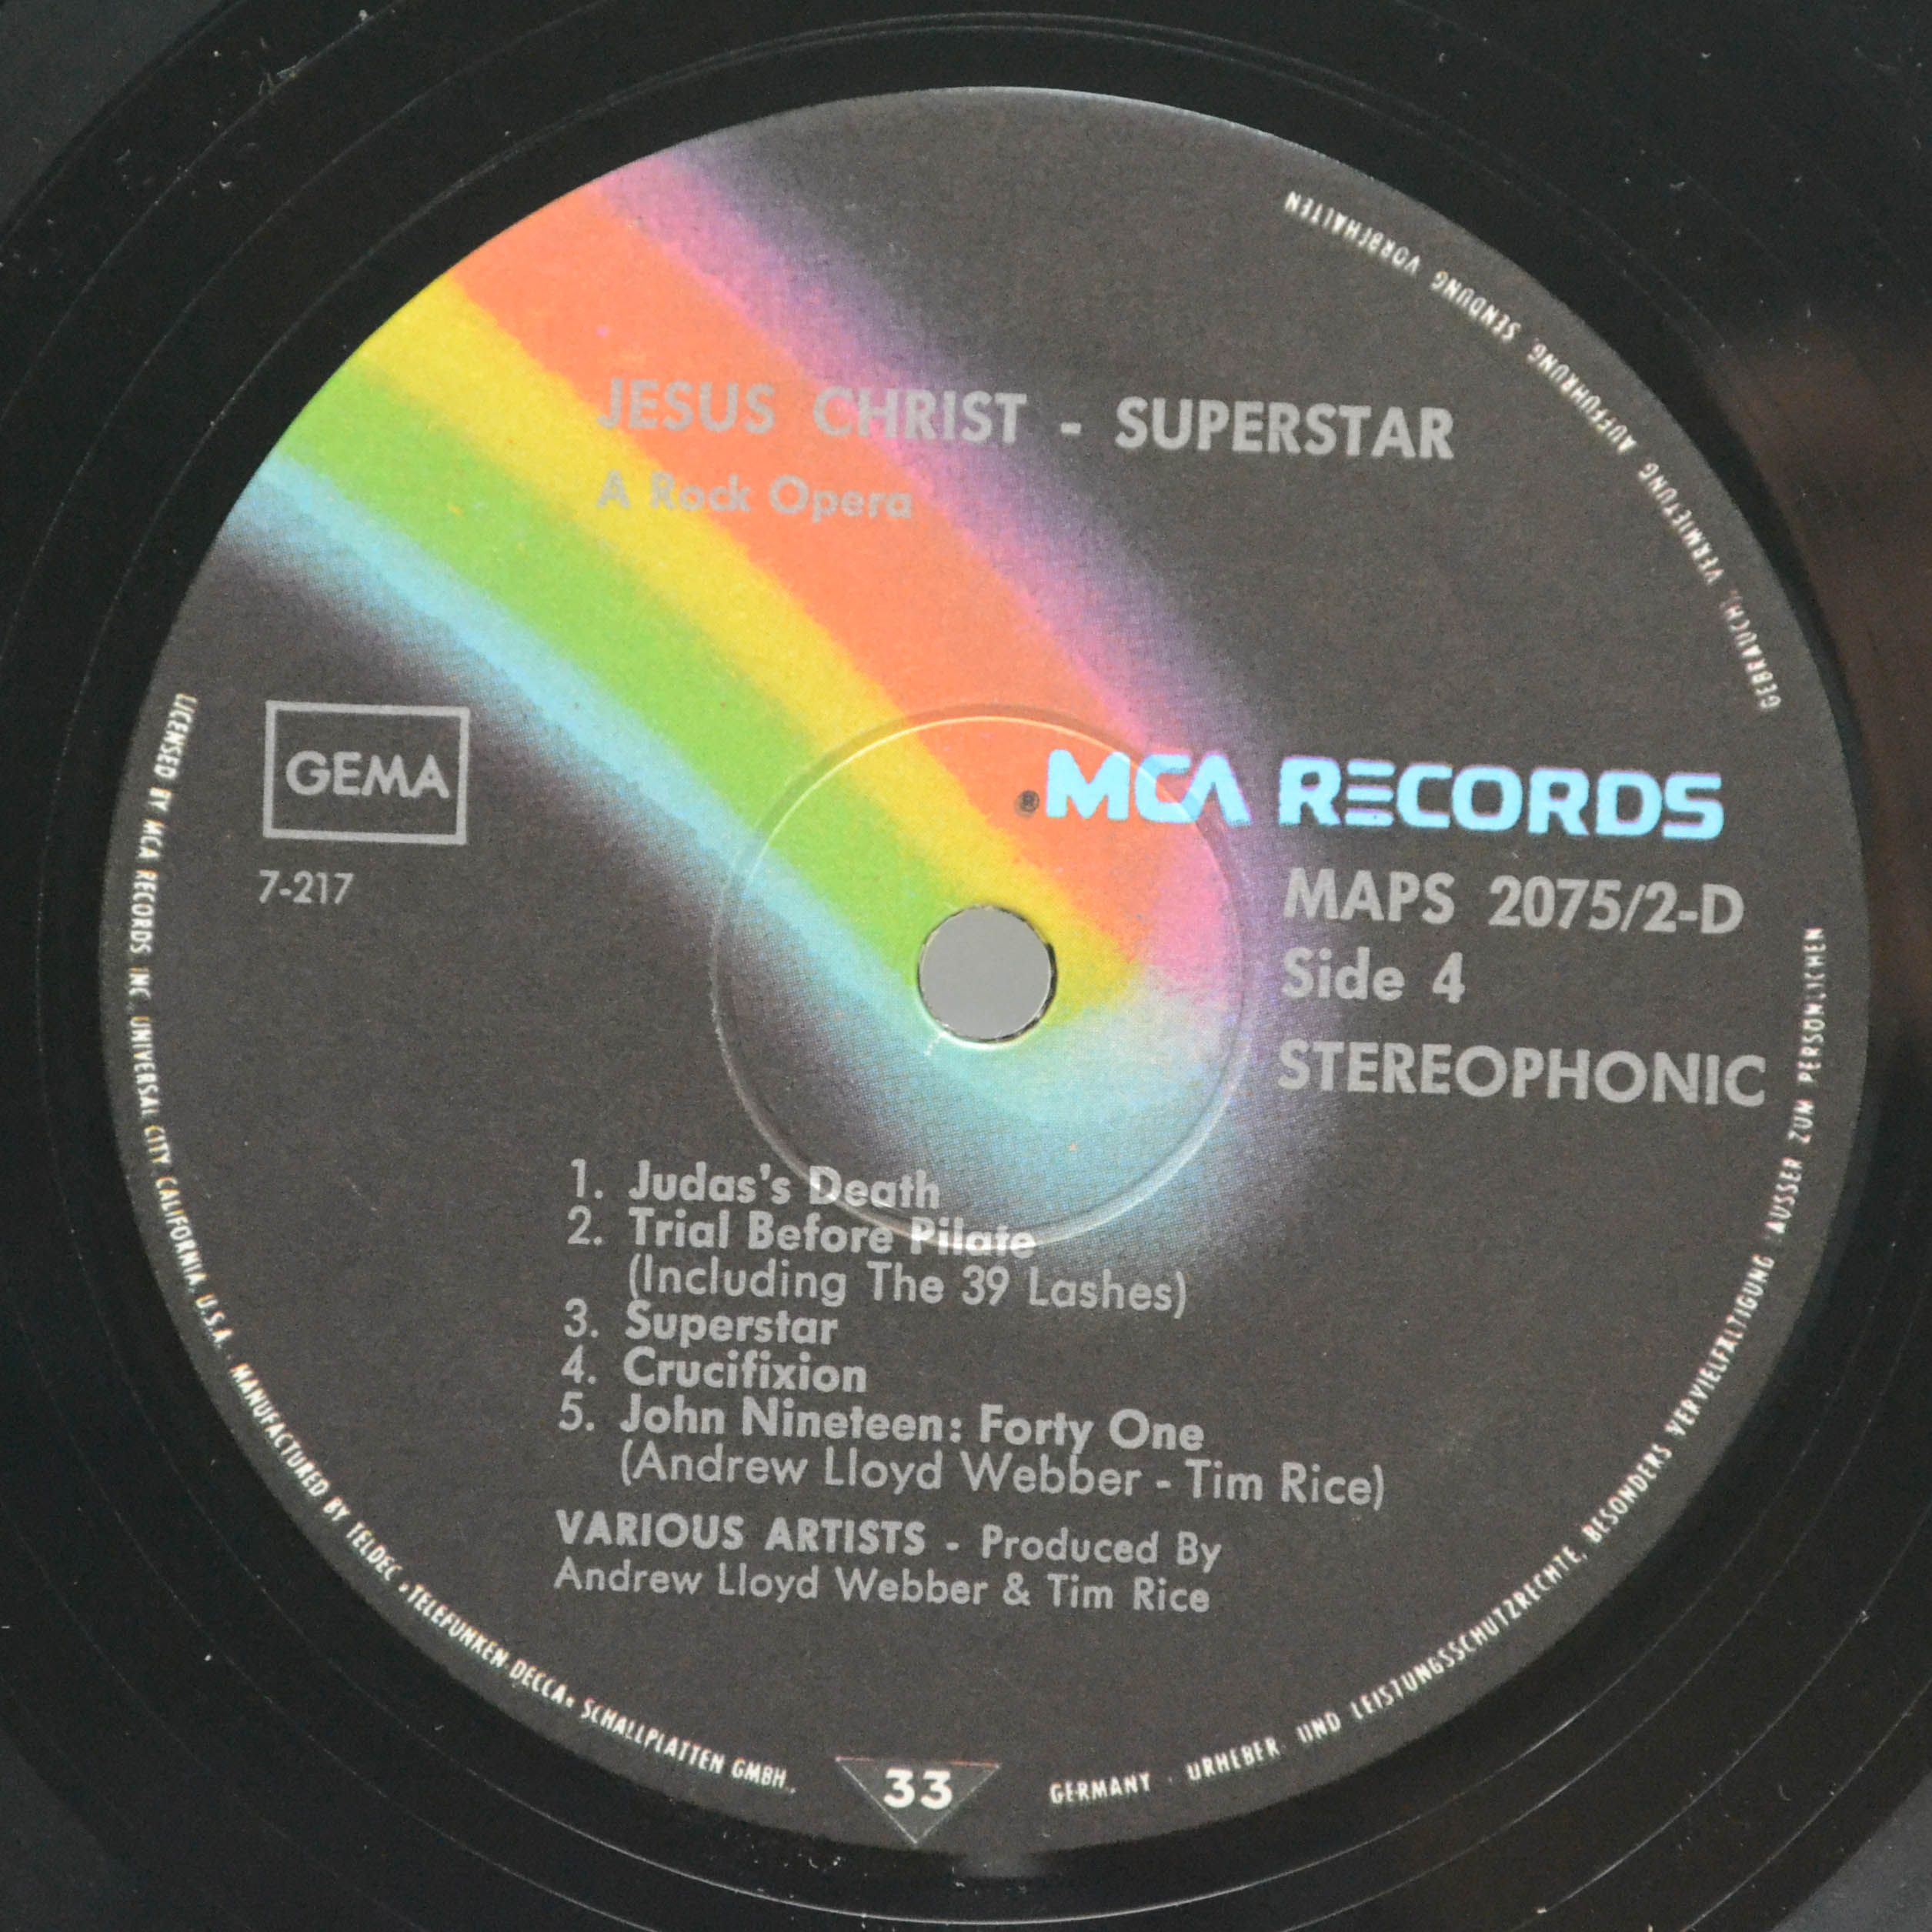 JESUS CHRIST - SUPERSTAR
A Rock Opera
GEMA
7-217
®MCA RECORDS
MAPS 2075/2-D
Side 4
STEREOPHONIC
1. Judas's Death
2. Trial Before Pilate
(Including The 39 Lashes)
3. Superstar
4. Crucifixion
5. John Nineteen: Forty One
(Andrew Lloyd Webber - Tim Rice)
VARIOUS ARTISTS - Produced By
Andrew Lloyd Webber & Tim Rice
33
LICENSED BY MCA RECORDS INC. UNIVERSAL CITY, CALIFORNIA, U.S.A. MANUFACTURED BY TELDEC »TELEFUNKEN-DECCA« SCHALLPLATTEN GMBH.,
GERMANY · URHEBER- UND LEISTUNGSSCHUTZRECHTE, BESONDERS VERVIELFÄLTIGUNG (AUSSER ZUM PERSÖNLICHEN
GEBRAUCH), VERMIETUNG, AUFFÜHRUNG, SENDUNG VORBEHALTEN